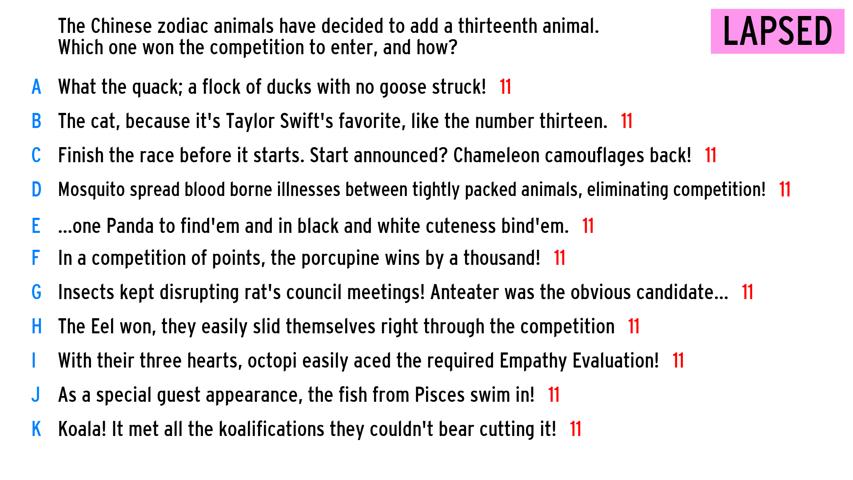 The Chinese zodiac animals have decided to add a thirteenth animal.
Which one won the competition to enter, and how?
LAPSED
A What the quack; a flock of ducks with no goose struck! 11
B The cat, because it's Taylor Swift's favorite, like the number thirteen. 11
C Finish the race before it starts. Start announced? Chameleon camouflages back! 11
D Mosquito spread blood borne illnesses between tightly packed animals, eliminating competition! 11
E ...one Panda to find'em and in black and white cuteness bind'em. 11
F In a competition of points, the porcupine wins by a thousand! 11
G Insects kept disrupting rat's council meetings! Anteater was the obvious candidate... 11
H The Eel won, they easily slid themselves right through the competition 11
I With their three hearts, octopi easily aced the required Empathy Evaluation! 11
J As a special guest appearance, the fish from Pisces swim in! 11
K Koala! It met all the koalifications they couldn't bear cutting it! 11